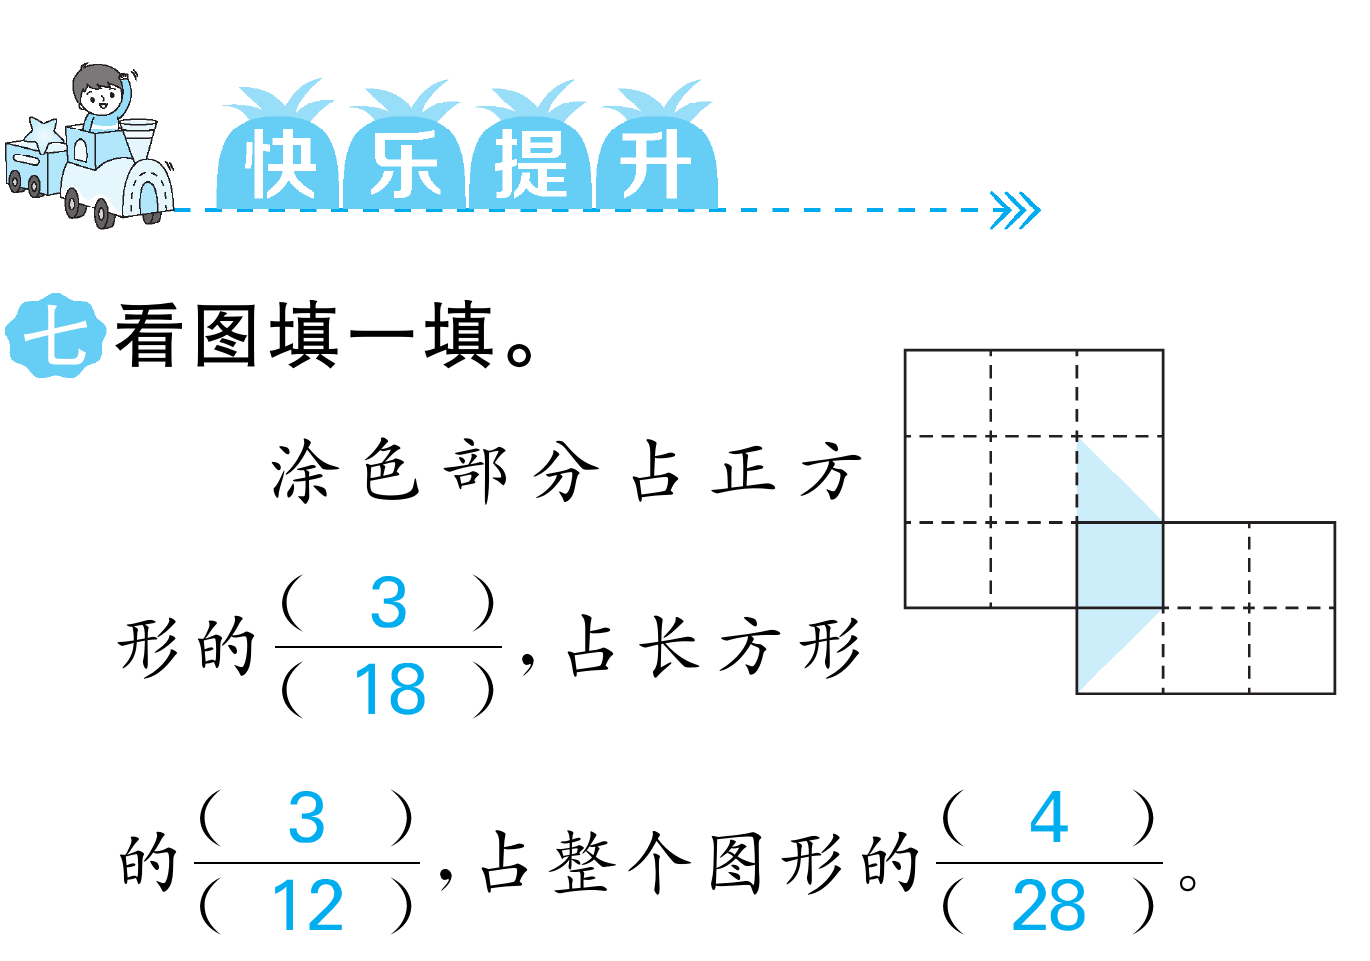 快乐提升
七 看图填一填。
涂色部分占正方
形的( 3 )/( 18 ),占长方形
的( 3 )/( 12 ),占整个图形的( 4 )/( 28 )。